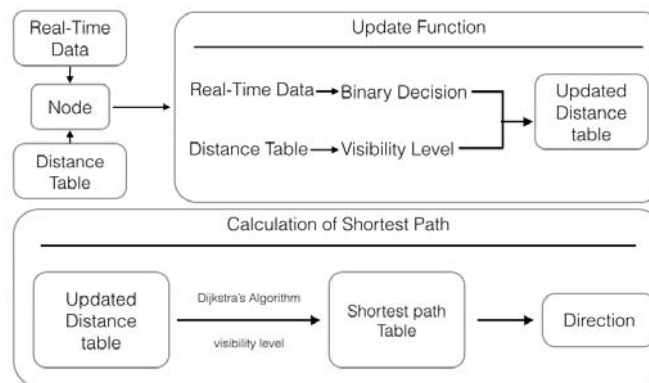 Real-Time
Data
Node
Distance
Table
Update Function
Real-Time Data
Binary Decision
Distance Table
Visibility Level
Updated
Distance
table
Calculation of Shortest Path
Updated
Distance
table
Dijkstra's Algorithm
visibility level
Shortest path
Table
Direction